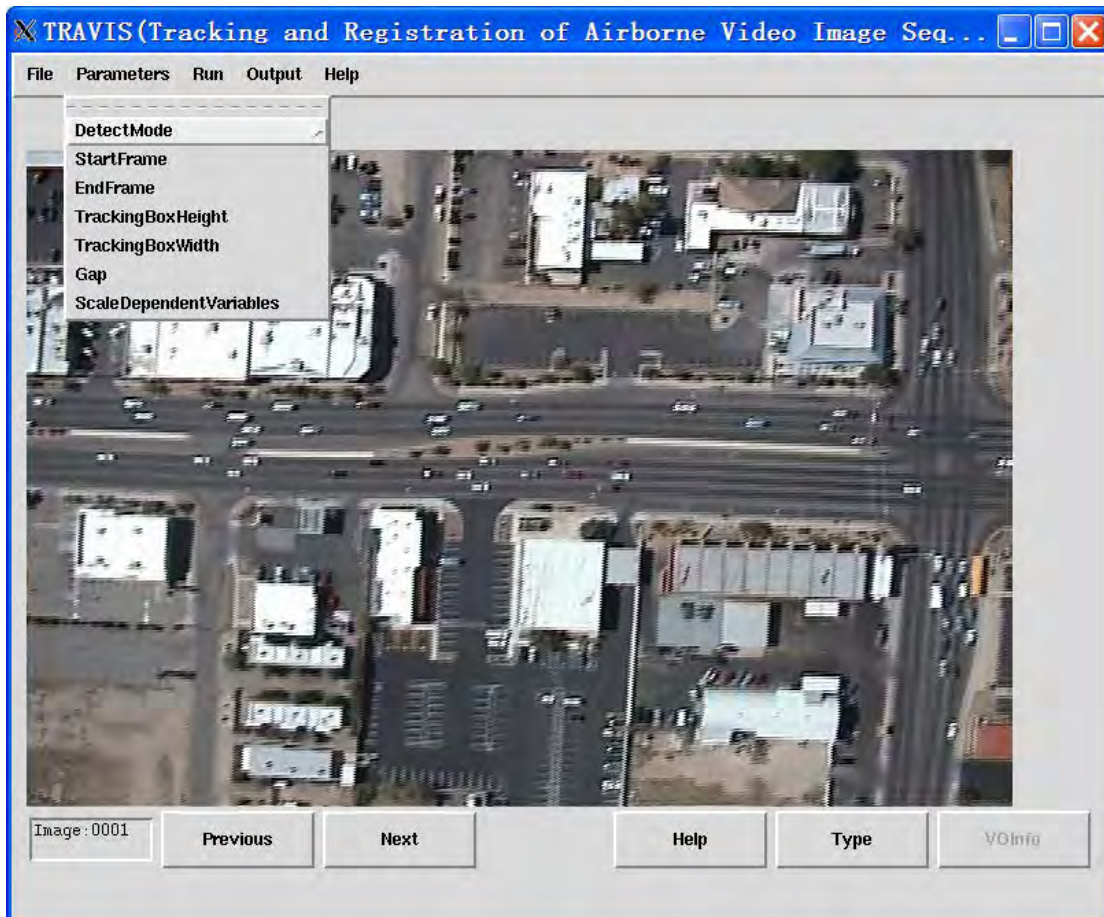 TRAVIS(Tracking and Registration of Airborne Video Image Seq...
File Parameters Run Output Help
DetectMode
StartFrame
EndFrame
TrackingBoxHeight
TrackingBoxWidth
Gap
ScaleDependentVariables
Image:0001 Previous Next Help Type VOInfo